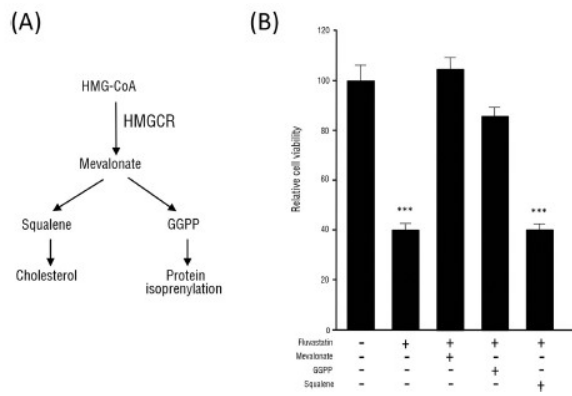 (A)
HMG-CoA
HMGCR
Mevalonate
Squalene GGPP
Cholesterol Protein
isoprenylation
(B)
Relative cell viability
120
100
80
60
40
20
0
***
***
Fluvastatin - + + + +
Mevalonate - - + - -
GGPP - - - + -
Squalene - - - - +